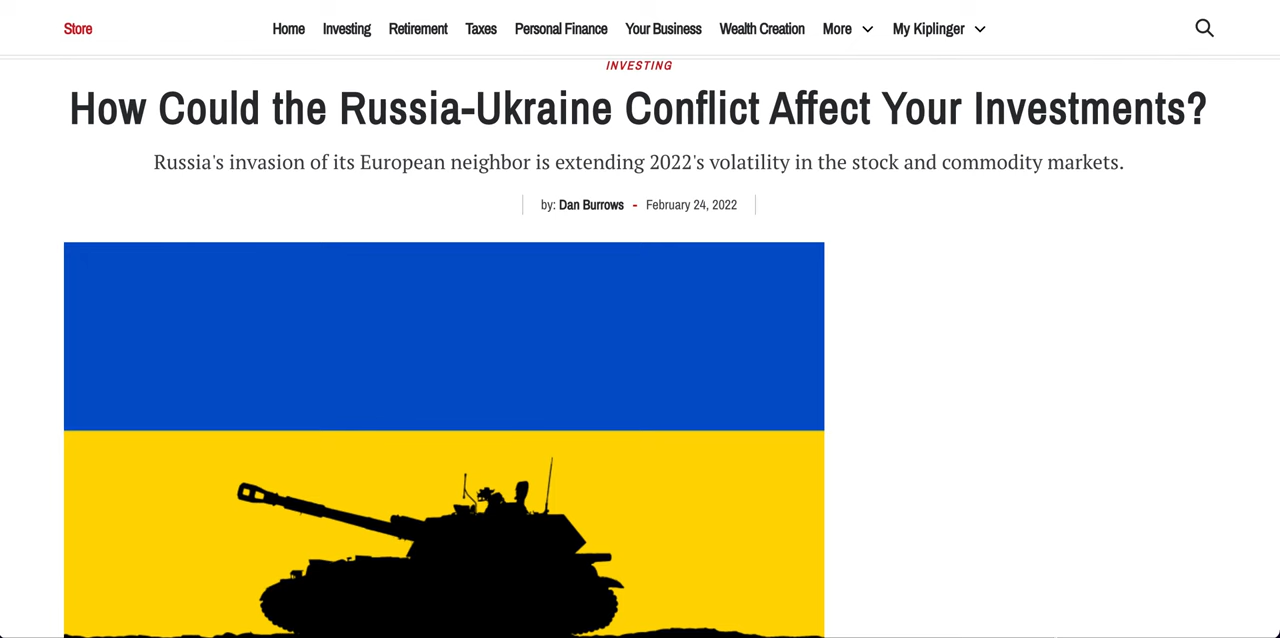 Store Home Investing Retirement Taxes Personal Finance Your Business Wealth Creation More My Kiplinger
INVESTING
How Could the Russia-Ukraine Conflict Affect Your Investments?
Russia's invasion of its European neighbor is extending 2022's volatility in the stock and commodity markets.
by: Dan Burrows - February 24, 2022